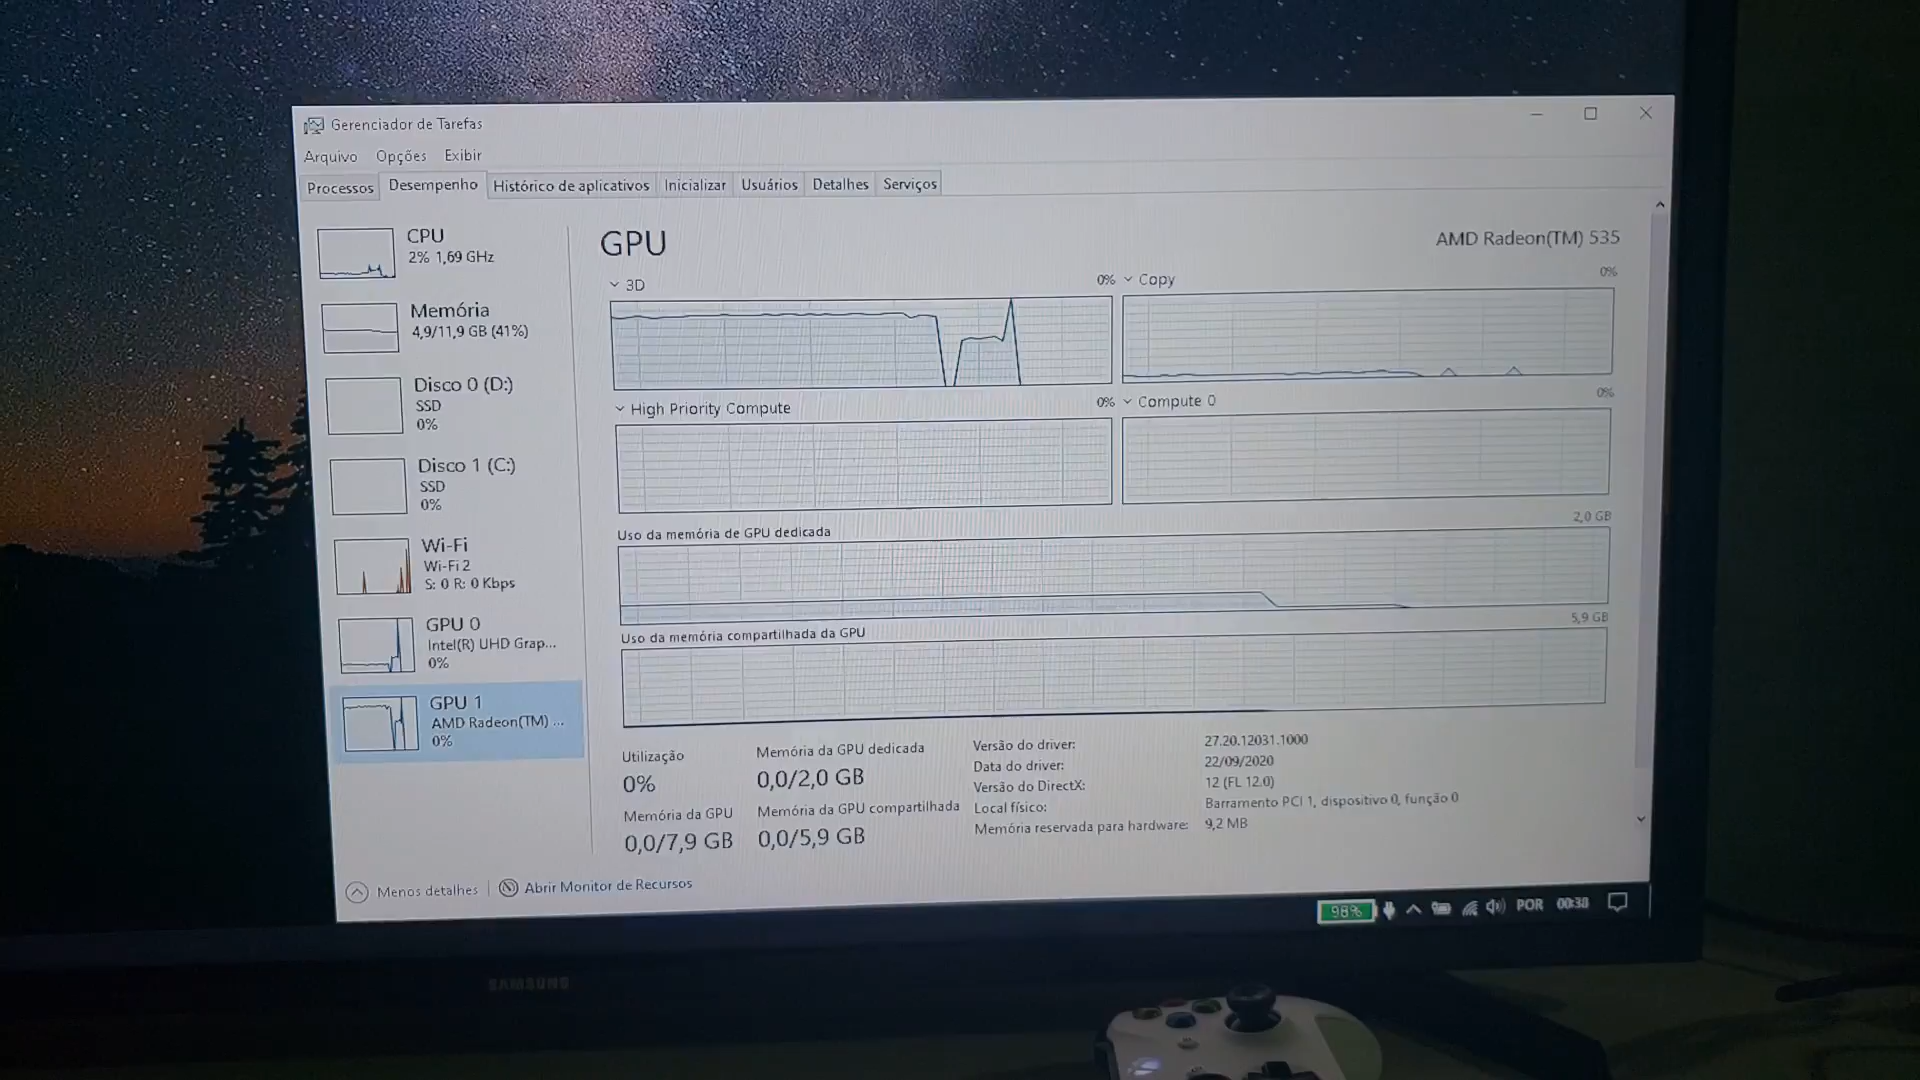 Gerenciador de Tarefas
Arquivo Opções Exibir
Processos Desempenho Histórico de aplicativos Inicializar Usuários Detalhes Serviços
CPU
2% 1,69 GHz
Memória
4,9/11,9 GB (41%)
Disco 0 (D:)
SSD
0%
Disco 1 (C:)
SSD
0%
Wi-Fi
Wi-Fi 2
S: 0 R: 0 Kbps
GPU 0
Intel(R) UHD Grap...
0%
GPU 1
AMD Radeon(TM) ...
0%
GPU
AMD Radeon(TM) 535
3D 0%
Copy 0%
High Priority Compute 0%
Compute 0 0%
Uso da memória de GPU dedicada 2,0 GB
Uso da memória compartilhada da GPU 5,9 GB
Utilização
0%
Memória da GPU dedicada
0,0/2,0 GB
Memória da GPU
0,0/7,9 GB
Memória da GPU compartilhada
0,0/5,9 GB
Versão do driver: 27.20.12031.1000
Data do driver: 22/09/2020
Versão do DirectX: 12 (FL 12.0)
Local físico: Barramento PCI 1, dispositivo 0, função 0
Memória reservada para hardware: 9,2 MB
Menos detalhes
Abrir Monitor de Recursos
98% POR 00:38
SAMSUNG